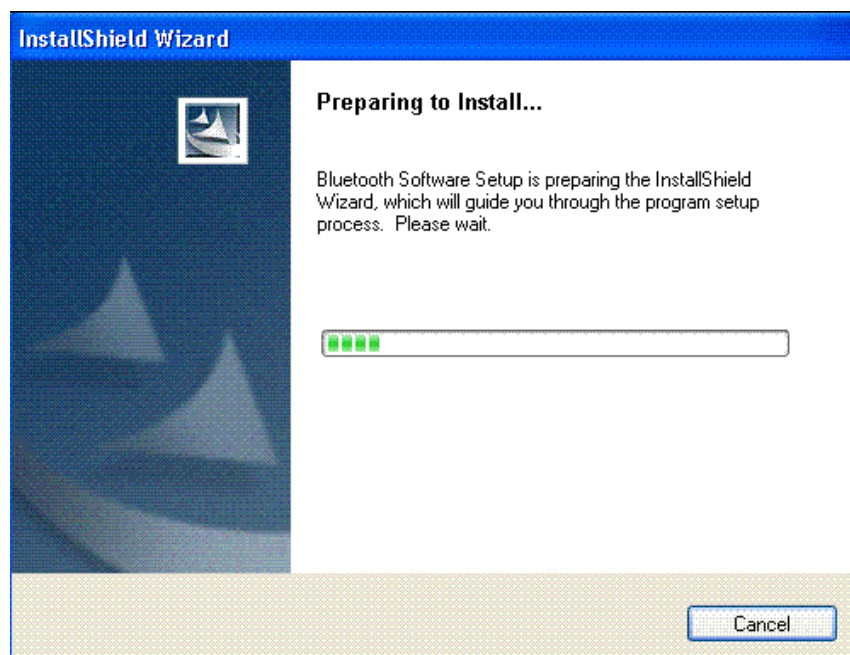 InstallShield Wizard
Preparing to Install...
Bluetooth Software Setup is preparing the InstallShield
Wizard, which will guide you through the program setup
process.  Please wait.
Cancel